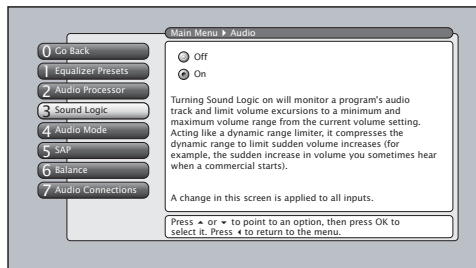 Main Menu ▸ Audio
0 Go Back
1 Equalizer Presets
2 Audio Processor
3 Sound Logic
4 Audio Mode
5 SAP
6 Balance
7 Audio Connections
Off
On
Turning Sound Logic on will monitor a program's audio
track and limit volume excursions to a minimum and
maximum volume range from the current volume setting.
Acting like a dynamic range limiter, it compresses the
dynamic range to limit sudden volume increases (for
example, the sudden increase in volume you sometimes hear
when a commercial starts).
A change in this screen is applied to all inputs.
Press ▴ or ▾ to point to an option, then press OK to
select it. Press ◂ to return to the menu.